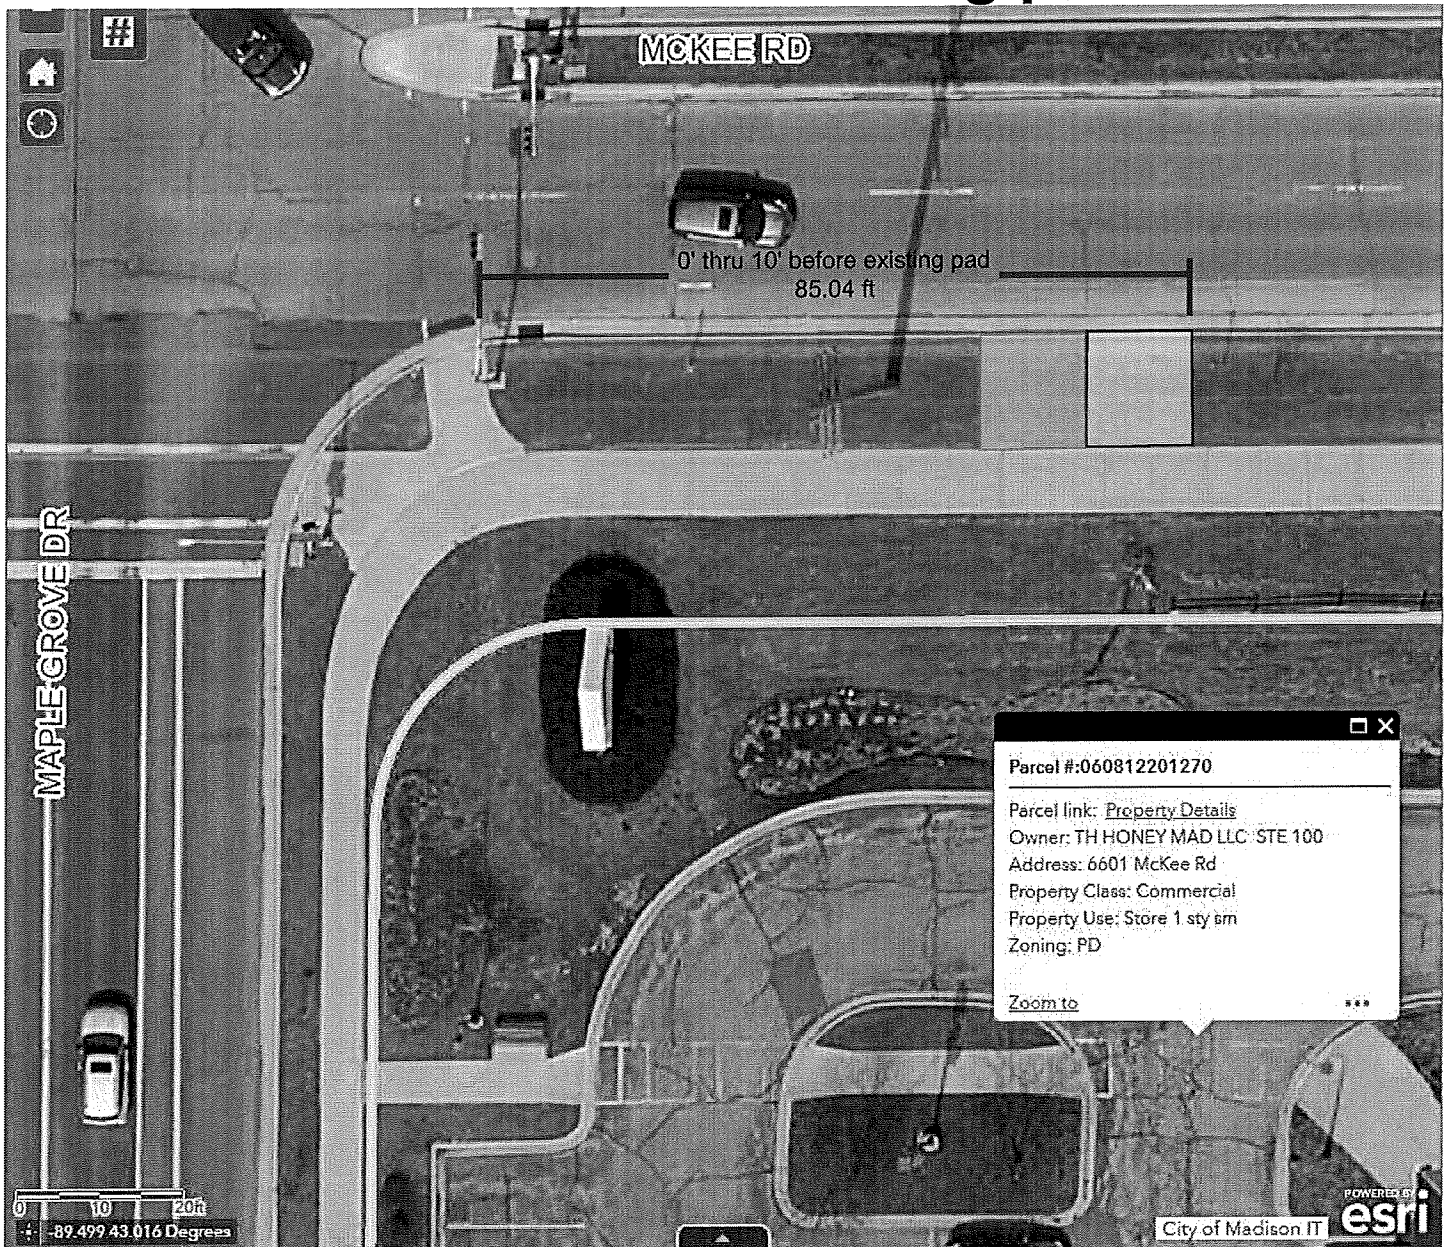 #
MCKEE RD
0' thru 10' before existing pad
85.04 ft
MAPLE GROVE DR
Parcel #:060812201270
Parcel link: Property Details
Owner: TH HONEY MAD LLC STE 100
Address: 6601 McKee Rd
Property Class: Commercial
Property Use: Store 1 sty sm
Zoning: PD
Zoom to
0 10 20ft
-89.499 43.016 Degrees
City of Madison IT
POWERED BY
esri